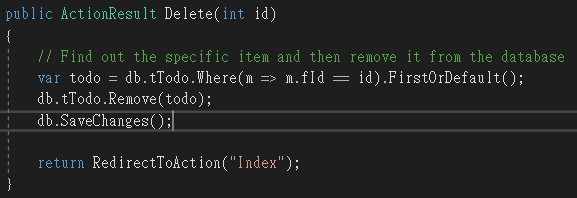 public ActionResult Delete(int id)
{
// Find out the specific item and then remove it from the database
var todo = db.tTodo.Where(m => m.fId == id).FirstOrDefault();
db.tTodo.Remove(todo);
db.SaveChanges();
return RedirectToAction("Index");
}